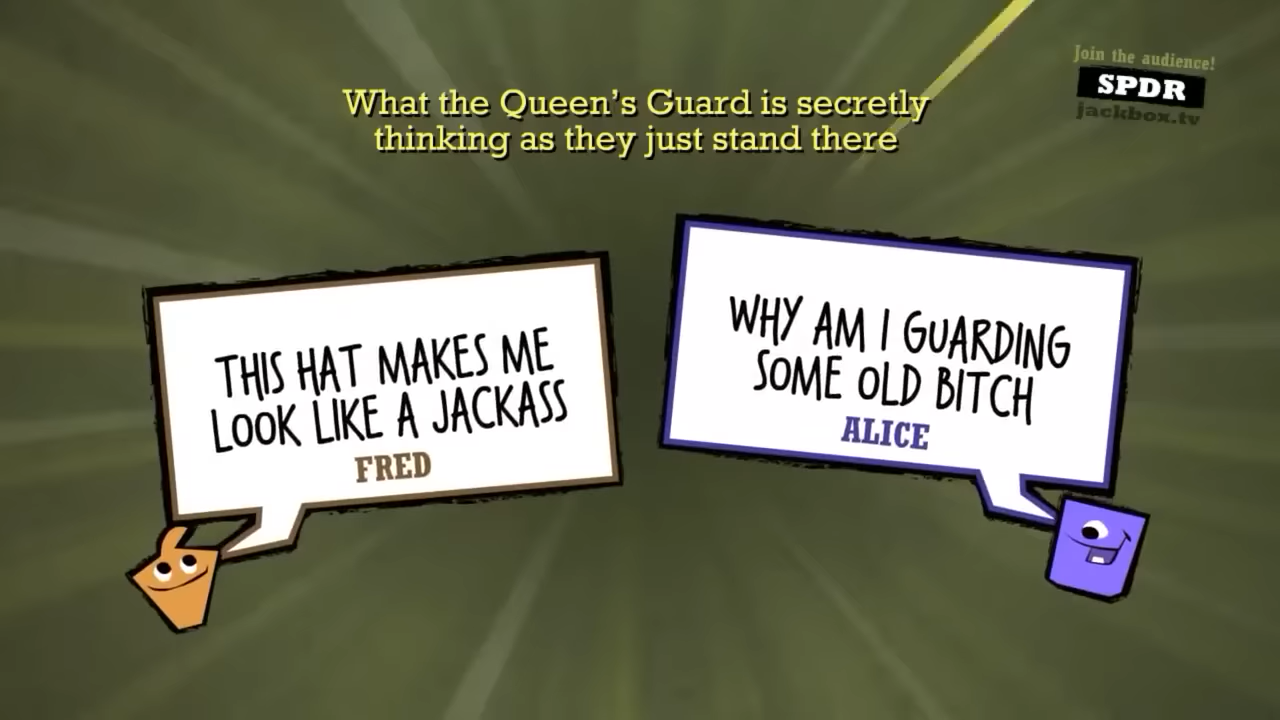 Join the audience!
SPDR
jackbox.tv
What the Queen's Guard is secretly
thinking as they just stand there
THIS HAT MAKES ME
LOOK LIKE A JACKASS
FRED
WHY AM I GUARDING
SOME OLD BITCH
ALICE